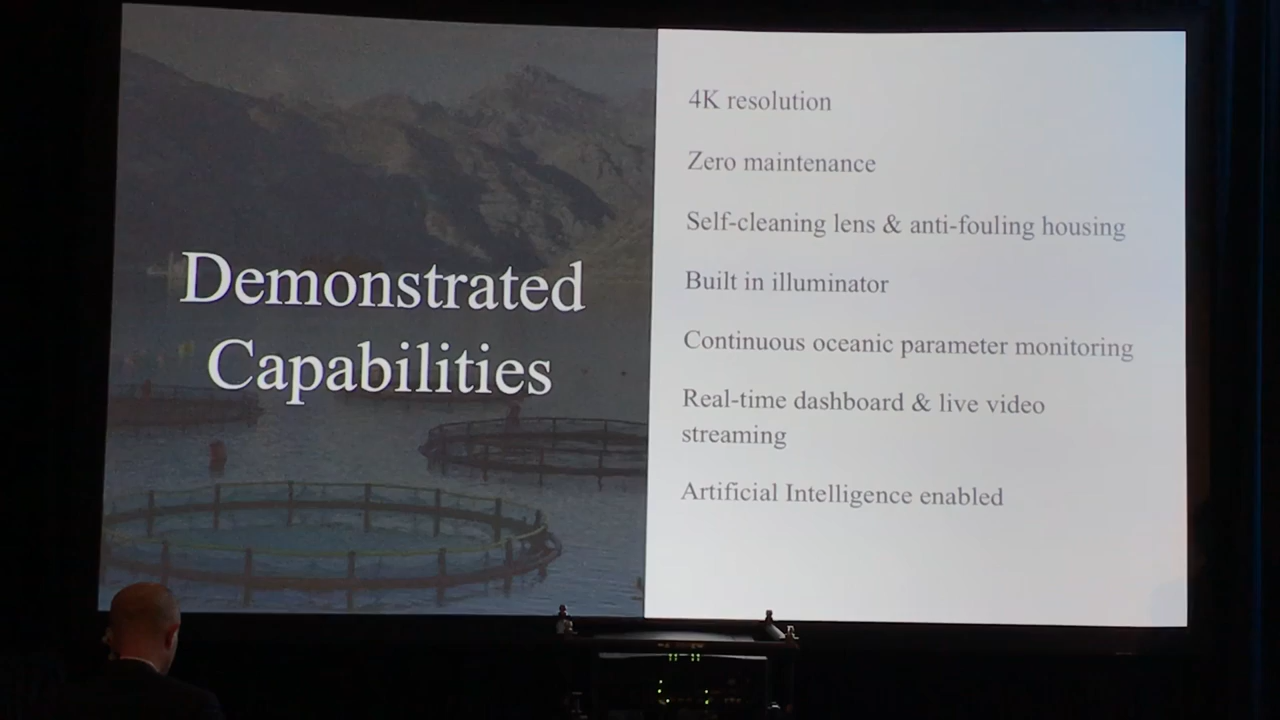 Demonstrated
Capabilities
4K resolution
Zero maintenance
Self-cleaning lens & anti-fouling housing
Built in illuminator
Continuous oceanic parameter monitoring
Real-time dashboard & live video
streaming
Artificial Intelligence enabled